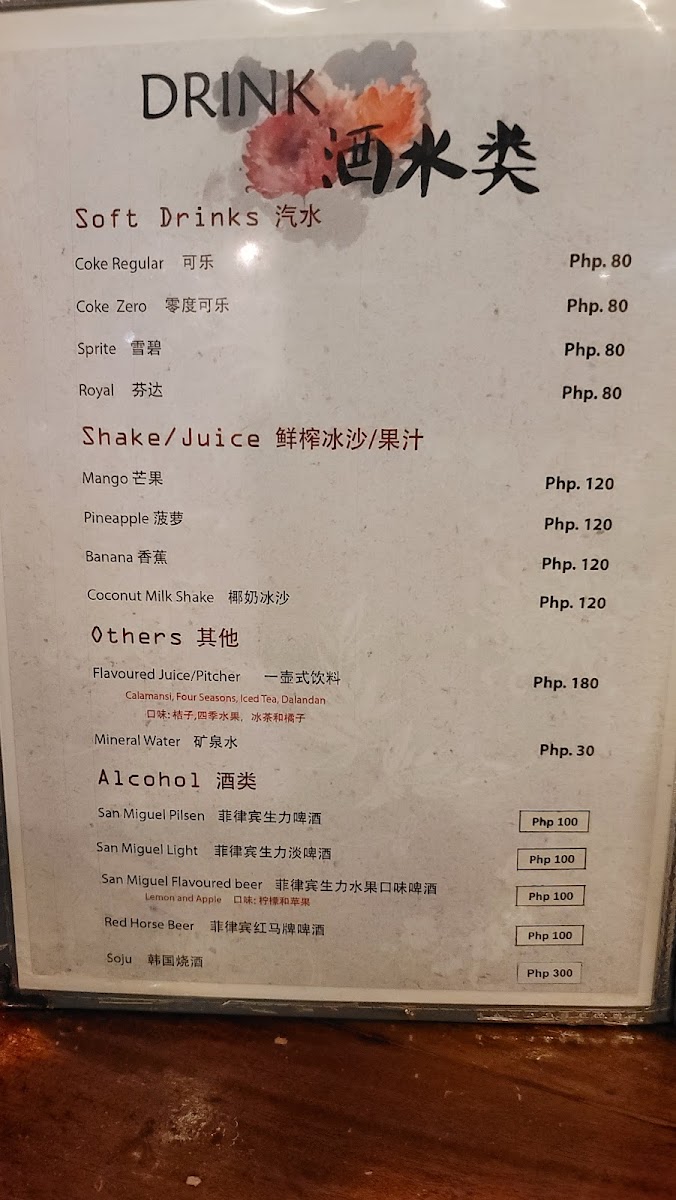 DRINK
酒水类
Soft Drinks 汽水
Coke Regular 可乐 Php. 80
Coke Zero 零度可乐 Php. 80
Sprite 雪碧 Php. 80
Royal 芬达 Php. 80
Shake/Juice 鲜榨冰沙/果汁
Mango 芒果 Php. 120
Pineapple 菠萝 Php. 120
Banana 香蕉 Php. 120
Coconut Milk Shake 椰奶冰沙 Php. 120
Others 其他
Flavoured Juice/Pitcher 一壶式饮料 Php. 180
Calamansi, Four Seasons, Iced Tea, Dalandan
口味: 桔子,四季水果, 冰茶和橘子
Mineral Water 矿泉水 Php. 30
Alcohol 酒类
San Miguel Pilsen 菲律宾生力啤酒 Php 100
San Miguel Light 菲律宾生力淡啤酒 Php 100
San Miguel Flavoured beer 菲律宾生力水果口味啤酒 Php 100
Lemon and Apple 口味: 柠檬和苹果
Red Horse Beer 菲律宾红马牌啤酒 Php 100
Soju 韩国烧酒 Php 300